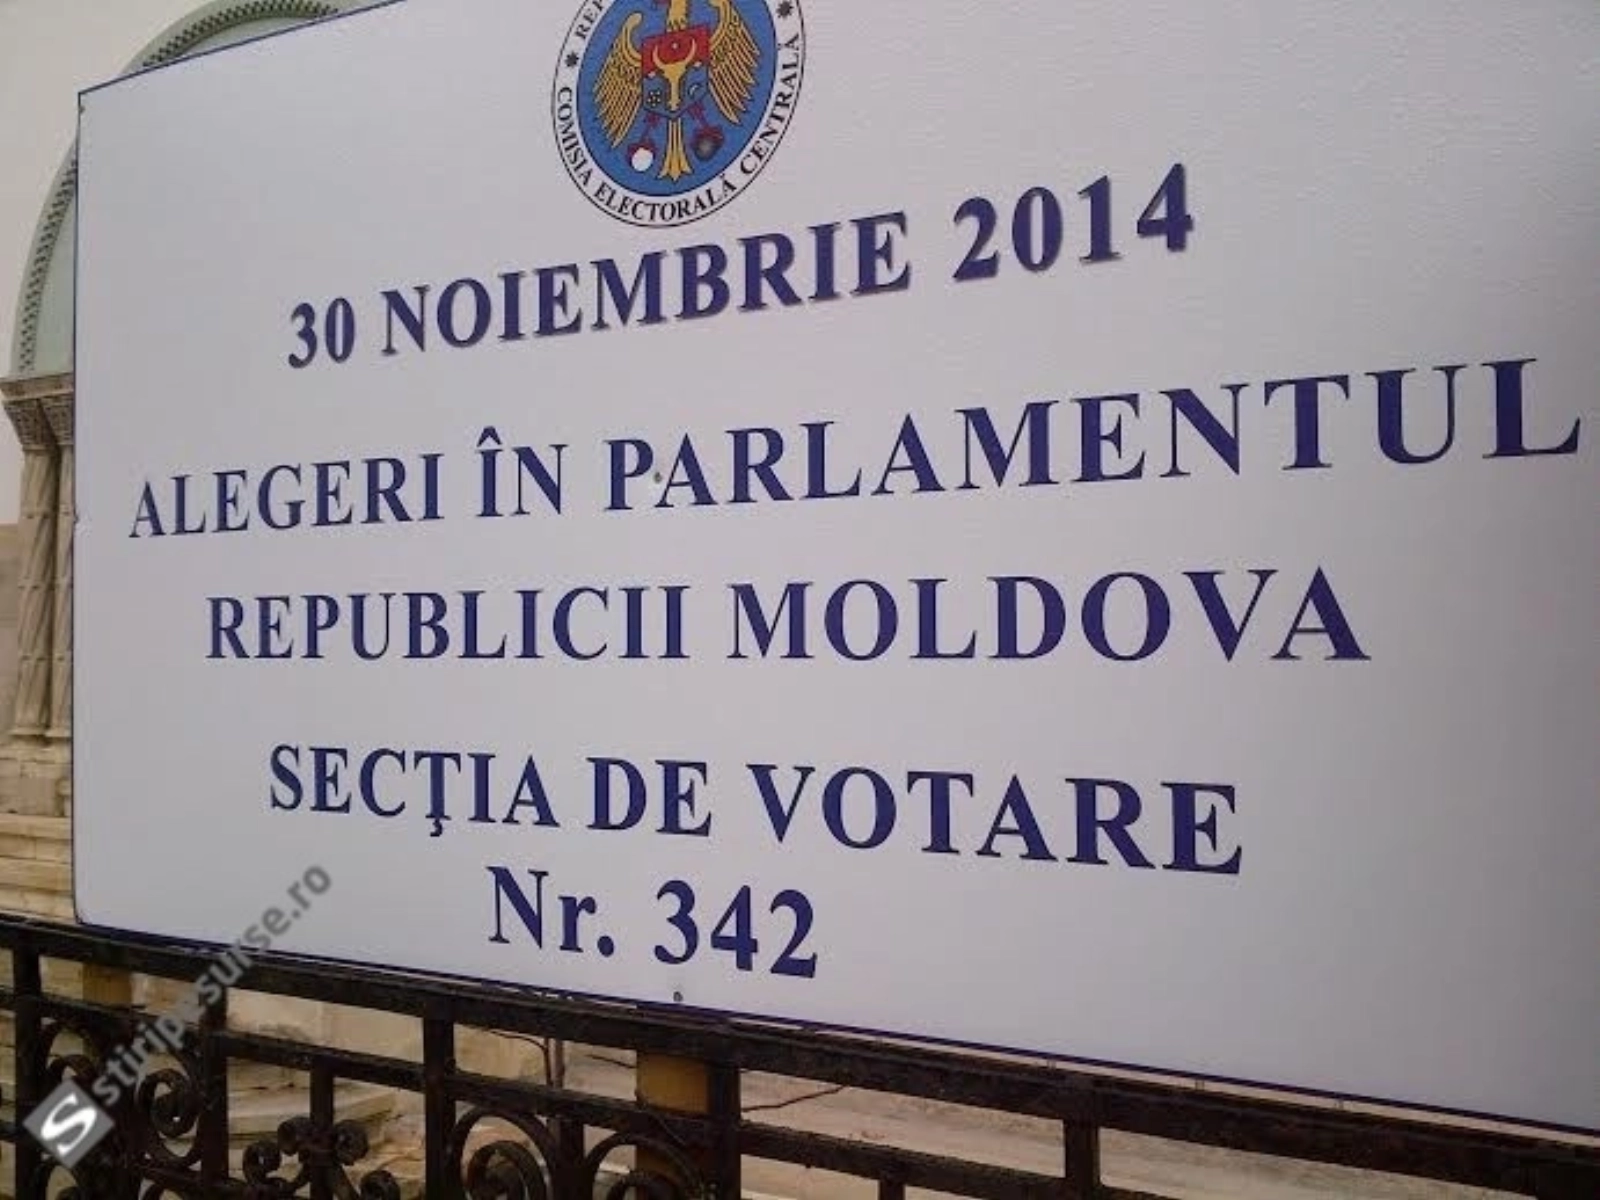 COMISIA ELECTORALĂ CENTRALĂ
30 NOIEMBRIE 2014
ALEGERI ÎN PARLAMENTUL
REPUBLICII MOLDOVA
SECŢIA DE VOTARE
Nr. 342
stiripesurse.ro